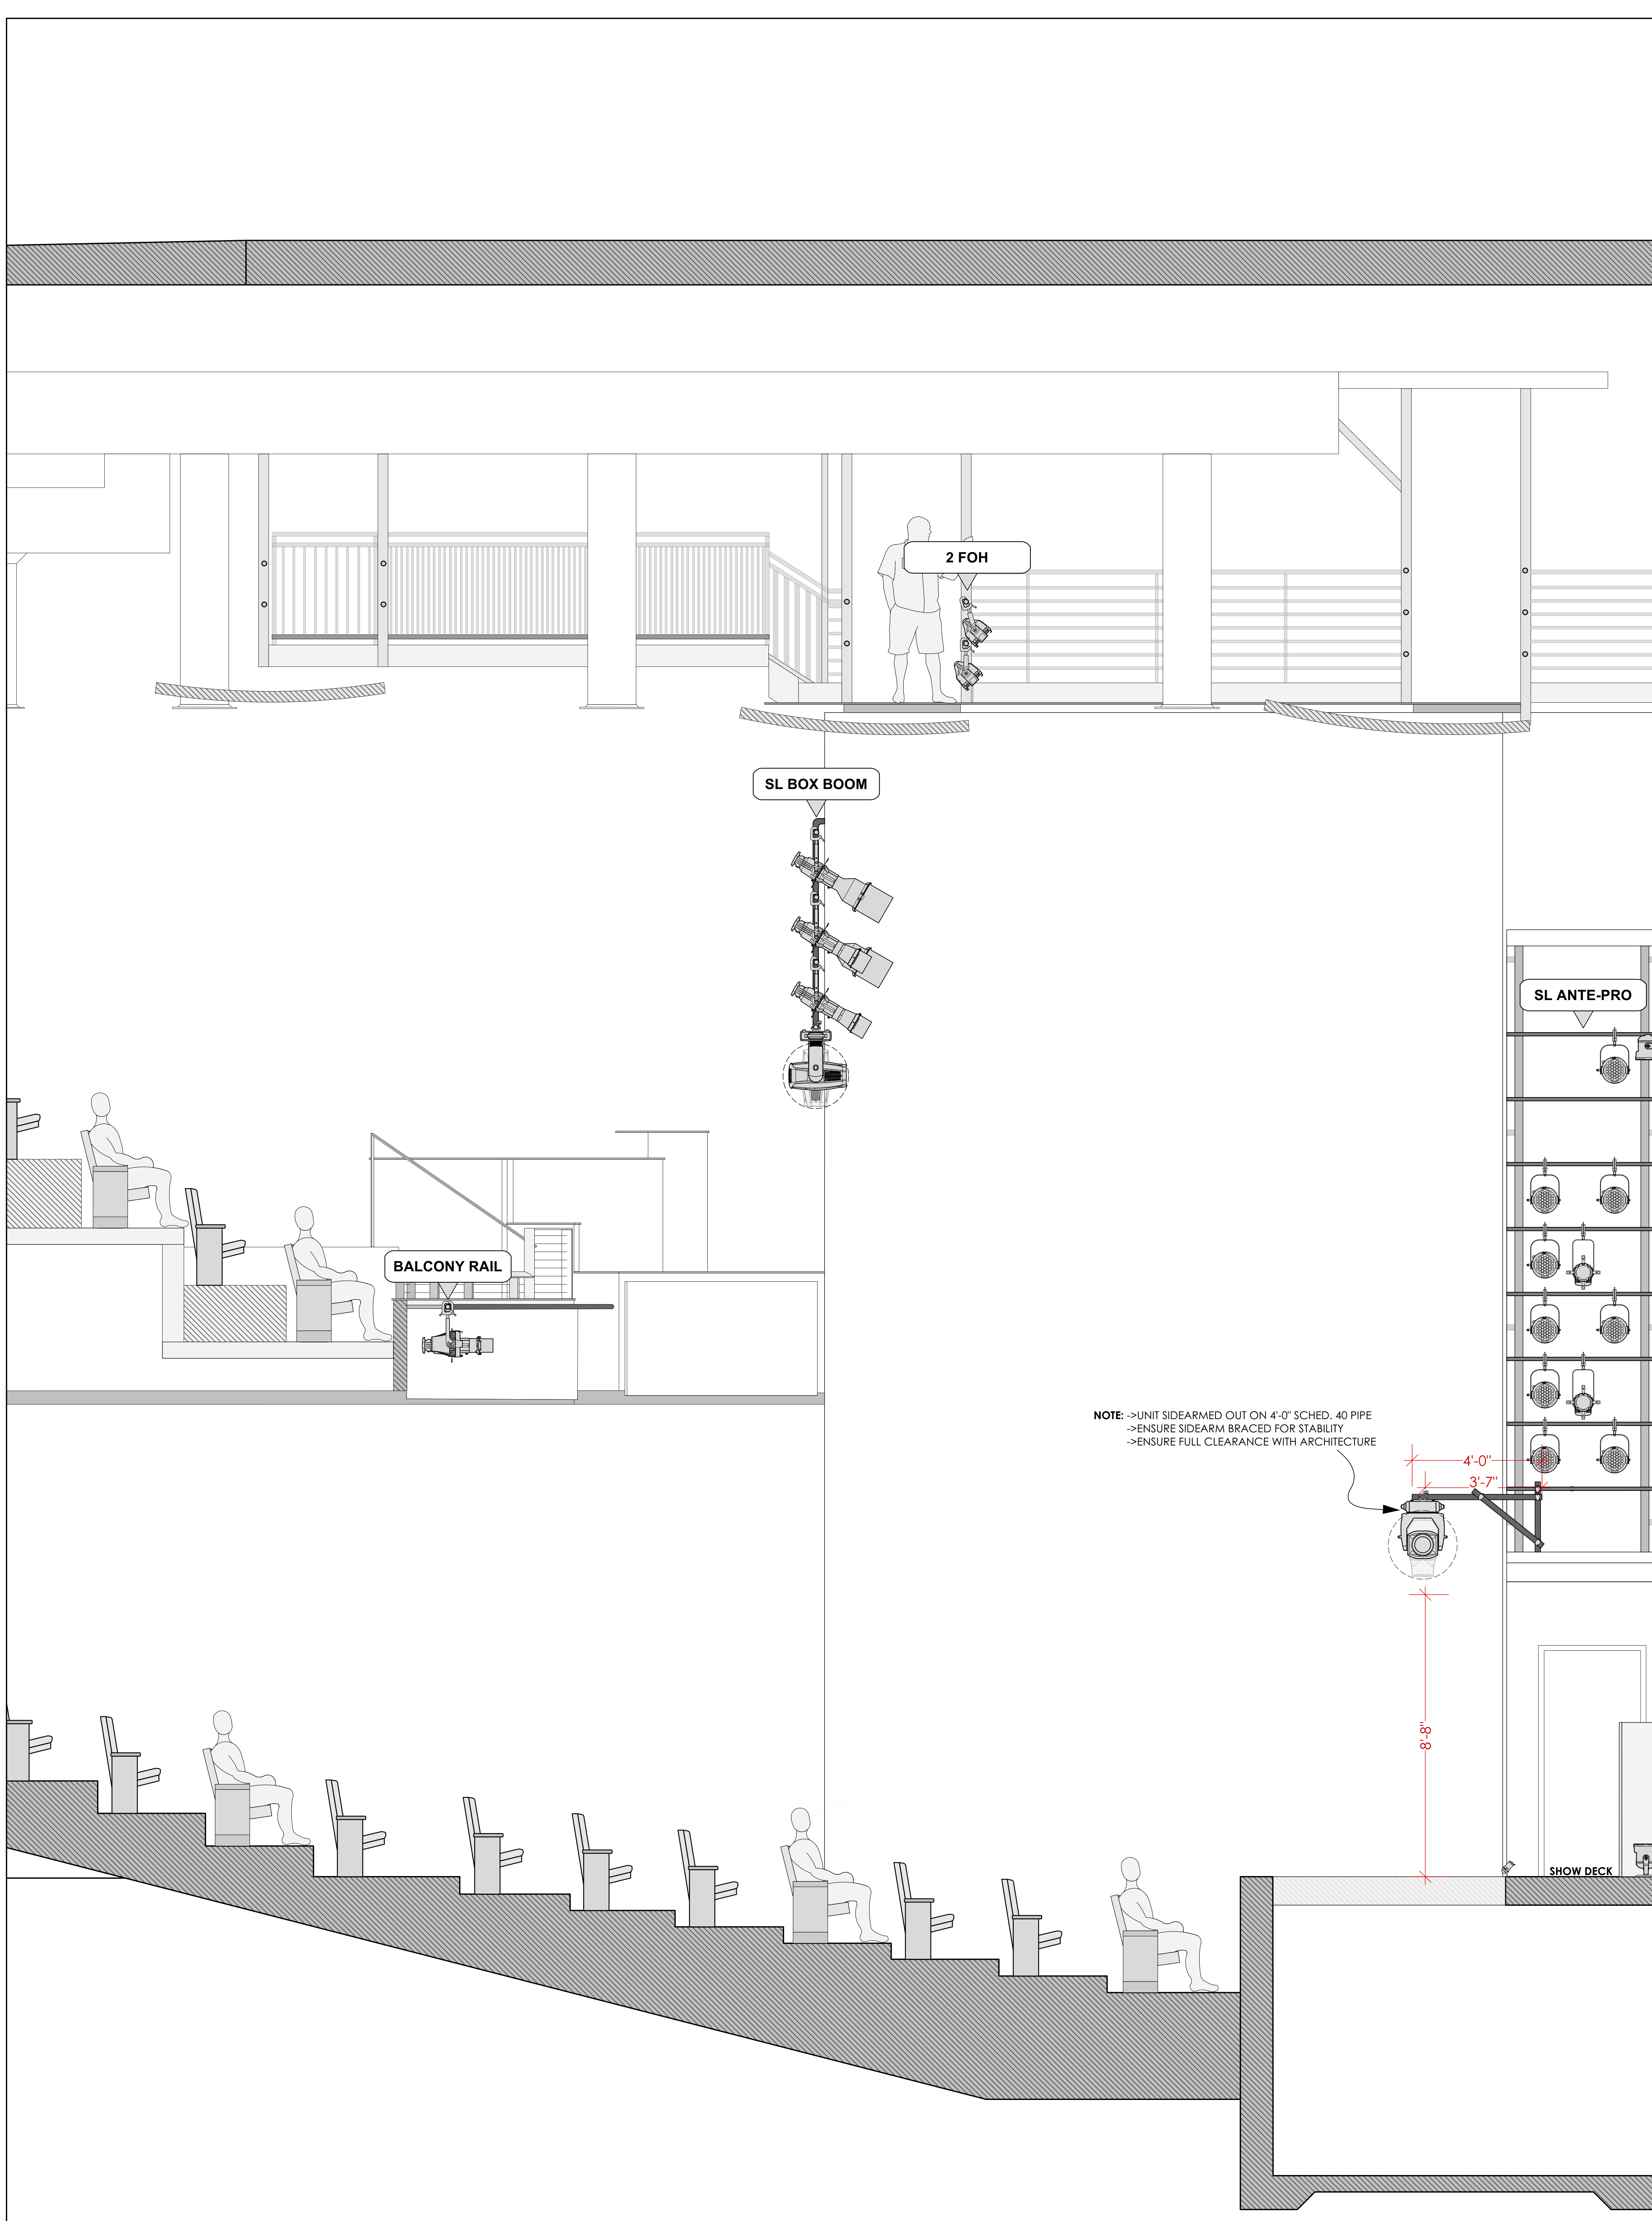 2 FOH
SL BOX BOOM
SL ANTE-PRO
BALCONY RAIL
NOTE: ->UNIT SIDEARMED OUT ON 4'-0" SCHED. 40 PIPE
->ENSURE SIDEARM BRACED FOR STABILITY
->ENSURE FULL CLEARANCE WITH ARCHITECTURE
4'-0"
3'-7"
8'-8"
SHOW DECK